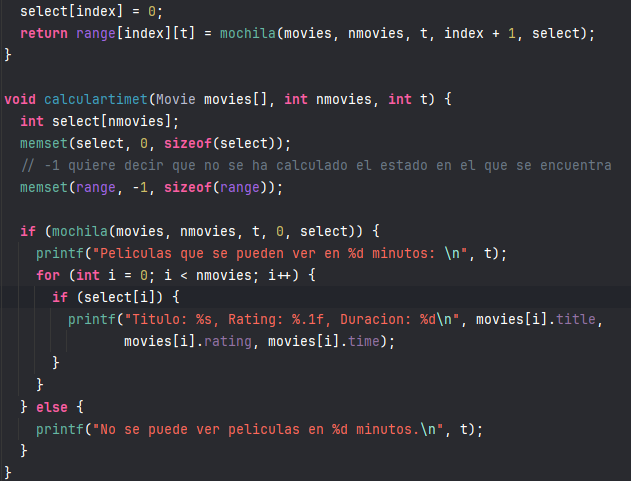 select[index] = 0;
return range[index][t] = mochila(movies, nmovies, t, index + 1, select);
}
void calculartimet(Movie movies[], int nmovies, int t) {
int select[nmovies];
memset(select, 0, sizeof(select));
// -1 quiere decir que no se ha calculado el estado en el que se encuentra
memset(range, -1, sizeof(range));
if (mochila(movies, nmovies, t, 0, select)) {
printf("Peliculas que se pueden ver en %d minutos: \n", t);
for (int i = 0; i < nmovies; i++) {
if (select[i]) {
printf("Titulo: %s, Rating: %.1f, Duracion: %d\n", movies[i].title,
movies[i].rating, movies[i].time);
}
}
} else {
printf("No se puede ver peliculas en %d minutos.\n", t);
}
}